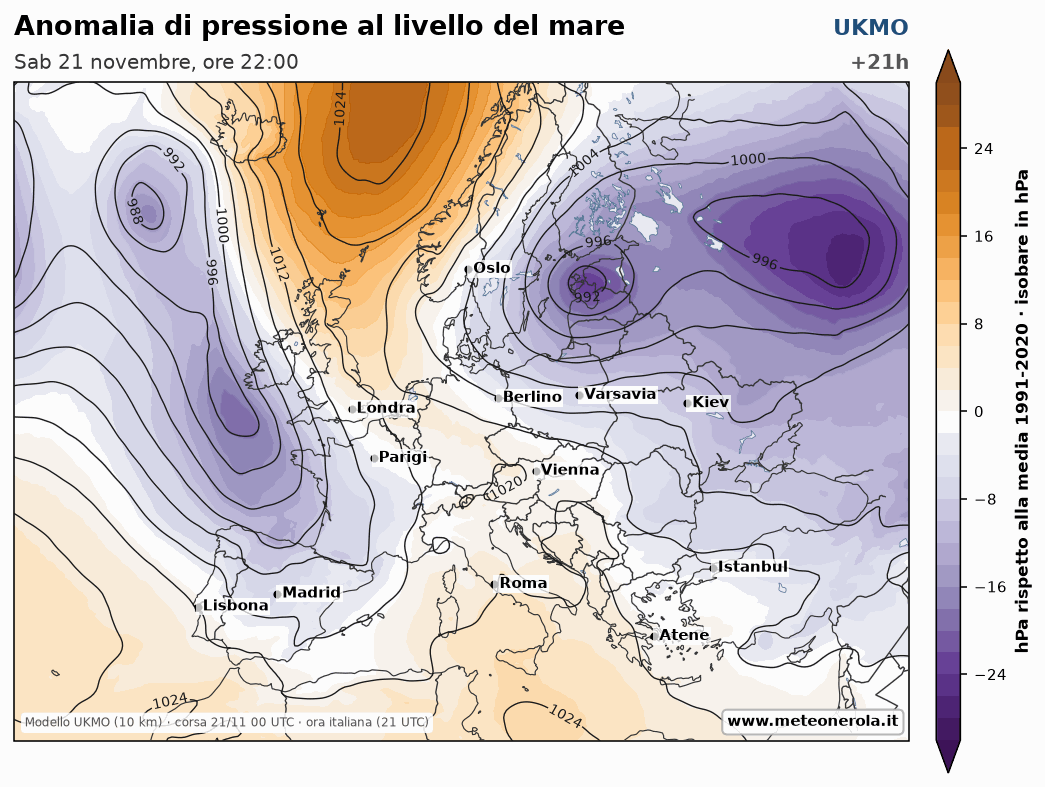 Anomalia di pressione al livello del mare
UKMO
Sab 21 novembre, ore 22:00
+21h
1024
992
988
1000
996
1012
1004
1000
996
992
996
Oslo
24
16
8
0
−8
−16
−24
hPa rispetto alla media 1991-2020 · isobare in hPa
Berlino
Varsavia
Kiev
Londra
Parigi
Vienna
1020
Istanbul
Roma
Madrid
Lisbona
Atene
1024
1024
Modello UKMO (10 km) · corsa 21/11 00 UTC · ora italiana (21 UTC)
www.meteonerola.it